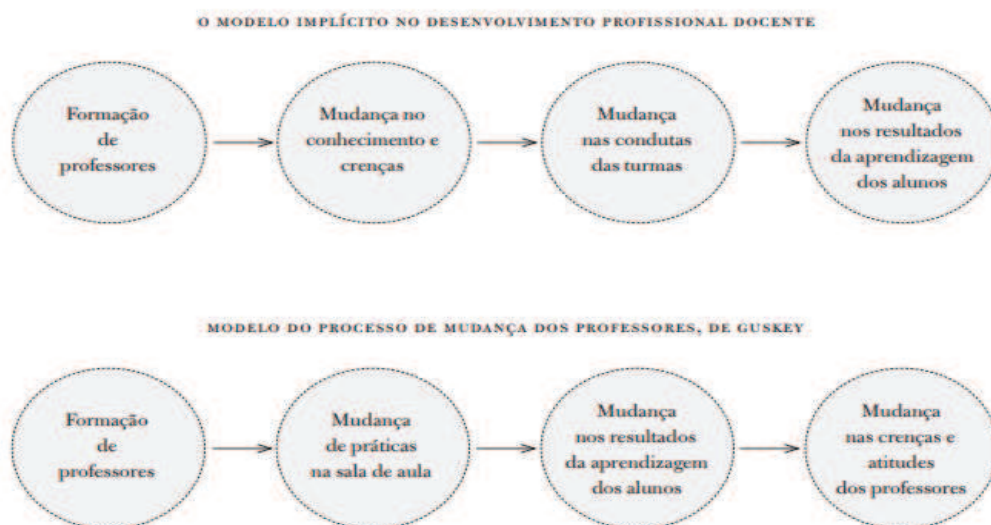 O MODELO IMPLÍCITO NO DESENVOLVIMENTO PROFISSIONAL DOCENTE
Formação
de
professores
Mudança no
conhecimento e
crenças
Mudança
nas condutas
das turmas
Mudança
nos resultados
da aprendizagem
dos alunos
MODELO DO PROCESSO DE MUDANÇA DOS PROFESSORES, DE GUSKEY
Formação
de
professores
Mudança
de práticas
na sala de aula
Mudança
nos resultados
da aprendizagem
dos alunos
Mudança
nas crenças e
atitudes
dos professores